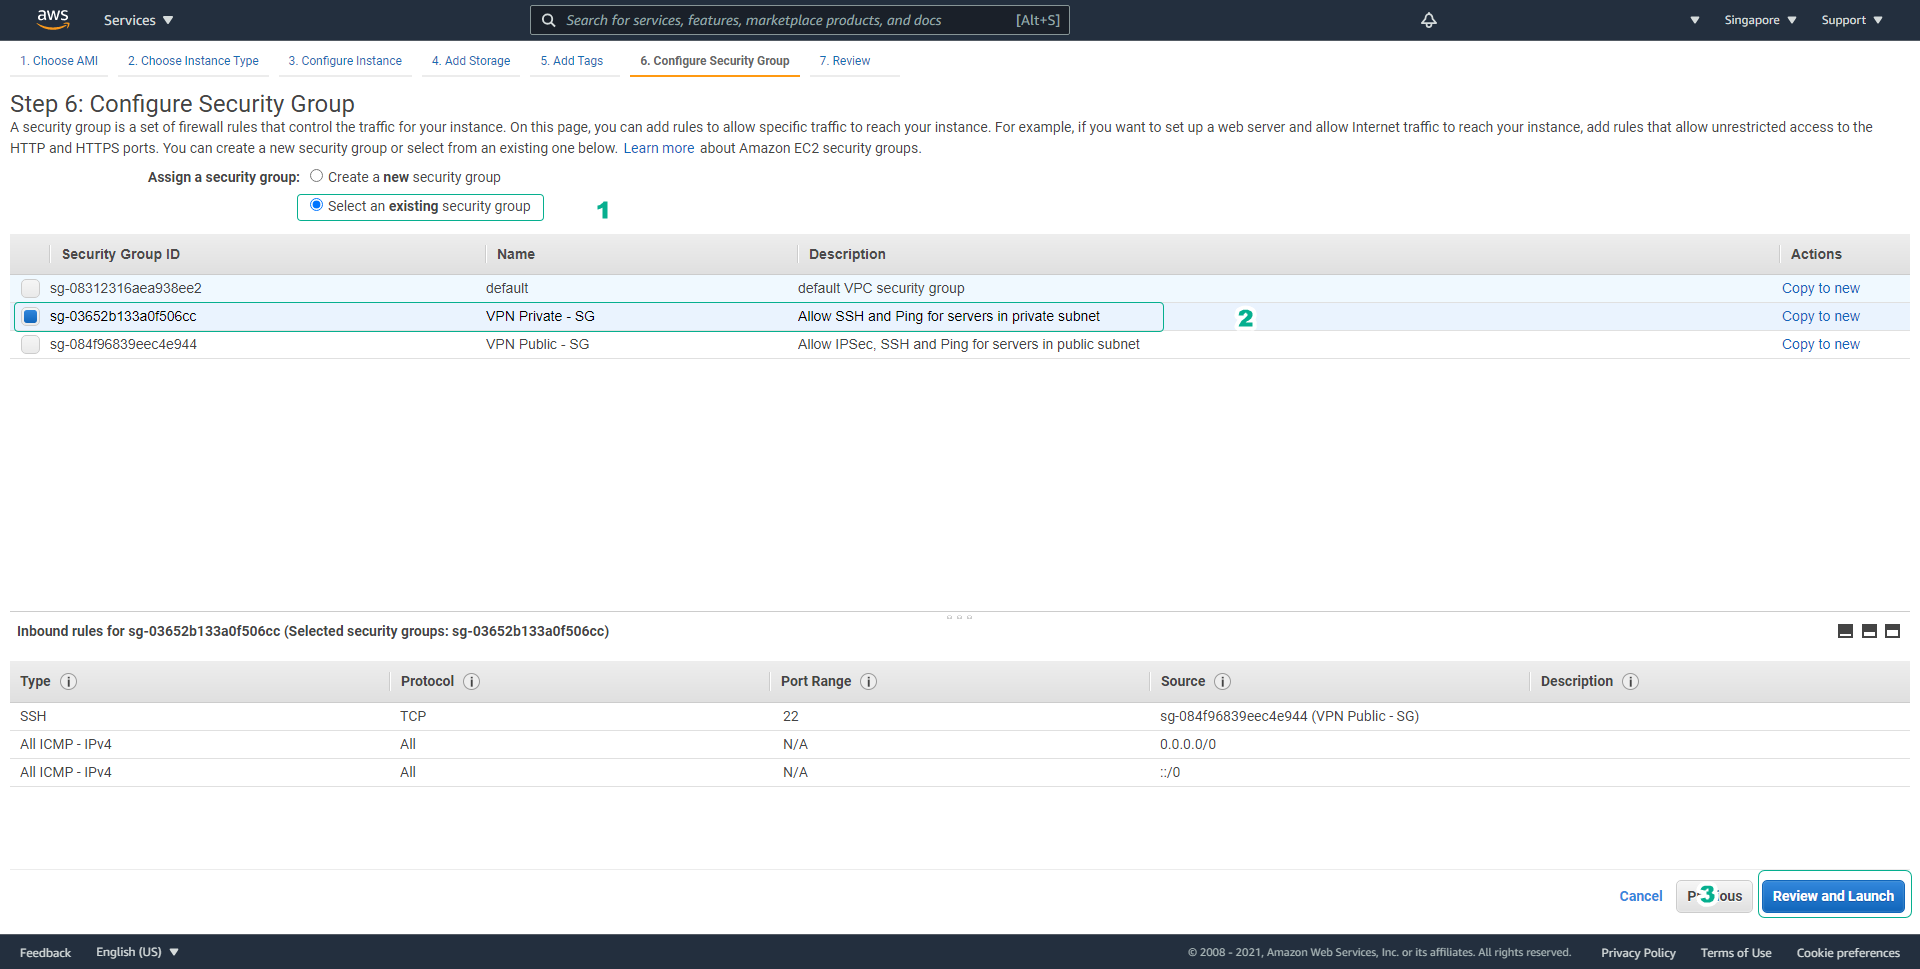 aws
Services
Search for services, features, marketplace products, and docs [Alt+S]
Singapore
Support
1. Choose AMI
2. Choose Instance Type
3. Configure Instance
4. Add Storage
5. Add Tags
6. Configure Security Group
7. Review
Step 6: Configure Security Group
A security group is a set of firewall rules that control the traffic for your instance. On this page, you can add rules to allow specific traffic to reach your instance. For example, if you want to set up a web server and allow Internet traffic to reach your instance, add rules that allow unrestricted access to the
HTTP and HTTPS ports. You can create a new security group or select from an existing one below. Learn more about Amazon EC2 security groups.
Assign a security group: Create a new security group
Select an existing security group 1
Security Group ID Name Description Actions
sg-08312316aea938ee2 default default VPC security group Copy to new
sg-03652b133a0f506cc VPN Private - SG Allow SSH and Ping for servers in private subnet 2 Copy to new
sg-084f96839eec4e944 VPN Public - SG Allow IPSec, SSH and Ping for servers in public subnet Copy to new
Inbound rules for sg-03652b133a0f506cc (Selected security groups: sg-03652b133a0f506cc)
Type i Protocol i Port Range i Source i Description i
SSH TCP 22 sg-084f96839eec4e944 (VPN Public - SG)
All ICMP - IPv4 All N/A 0.0.0.0/0
All ICMP - IPv4 All N/A ::/0
Cancel 3 Review and Launch
Feedback English (US) © 2008 - 2021, Amazon Web Services, Inc. or its affiliates. All rights reserved. Privacy Policy Terms of Use Cookie preferences